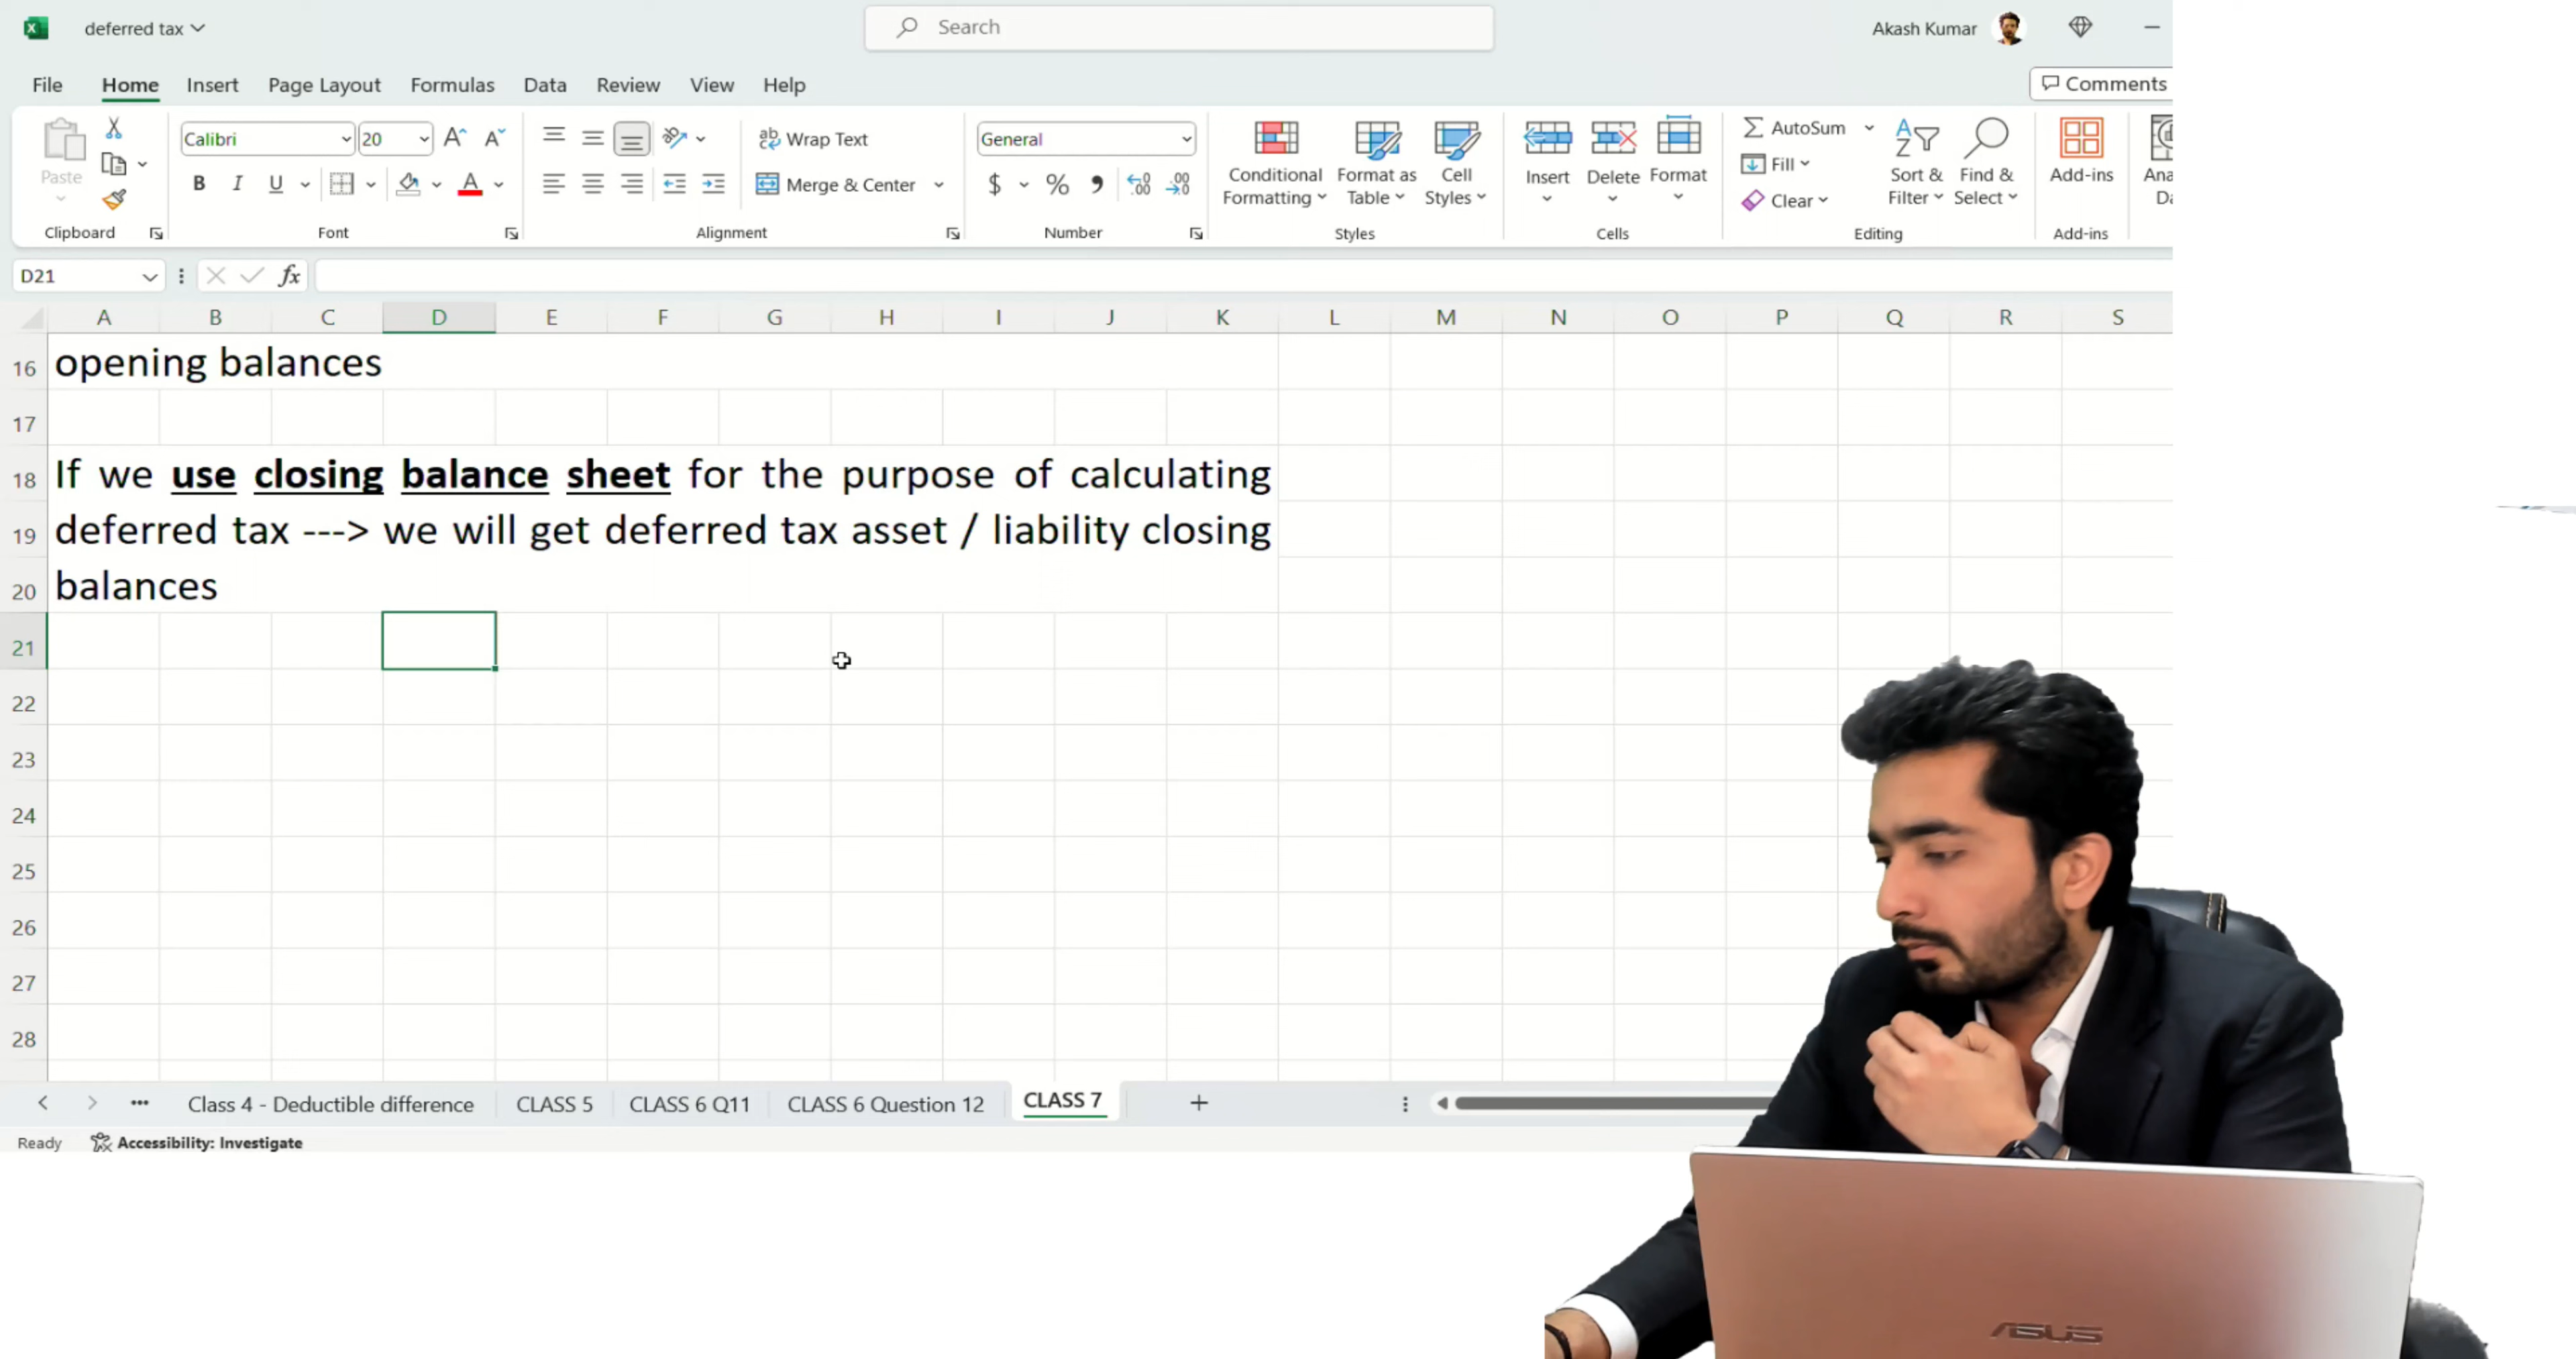 deferred tax
Search
Akash Kumar
File Home Insert Page Layout Formulas Data Review View Help
Comments
Paste
Clipboard
Calibri 20
B I U
Font
Wrap Text
Merge & Center
Alignment
General
$ % ,
Number
Conditional Formatting
Format as Table
Cell Styles
Styles
Insert Delete Format
Cells
AutoSum
Fill
Clear
Sort & Filter
Find & Select
Editing
Add-ins
Add-ins
D21
fx
A B C D E F G H I J K L M N O P Q R S
16 opening balances
17
18 If we use closing balance sheet for the purpose of calculating
19 deferred tax ---> we will get deferred tax asset / liability closing
20 balances
21
22
23
24
25
26
27
28
Class 4 - Deductible difference CLASS 5 CLASS 6 Q11 CLASS 6 Question 12 CLASS 7
Ready Accessibility: Investigate
ASUS